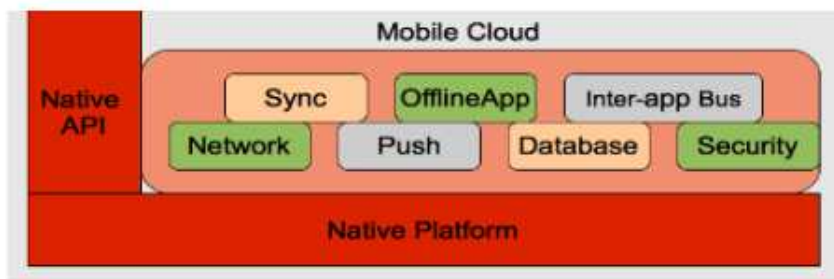 Mobile Cloud
Native
API
Sync
OfflineApp
Inter-app Bus
Network
Push
Database
Security
Native Platform